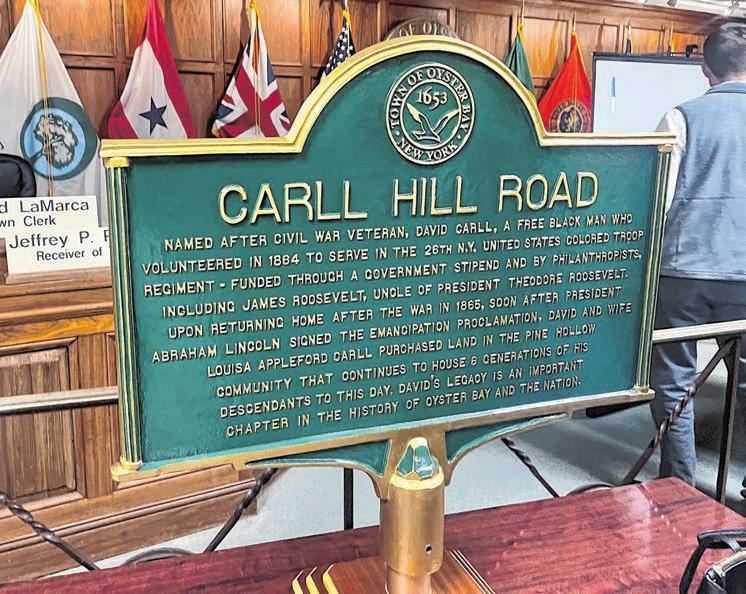 OF OY
TOWN OF OYSTER BAY
1653
NEW YORK
CARLL HILL ROAD
NAMED AFTER CIVIL WAR VETERAN, DAVID CARLL, A FREE BLACK MAN WHO
VOLUNTEERED IN 1864 TO SERVE IN THE 26TH N.Y. UNITED STATES COLORED TROOP
REGIMENT - FUNDED THROUGH A GOVERNMENT STIPEND AND BY PHILANTHROPISTS,
INCLUDING JAMES ROOSEVELT, UNCLE OF PRESIDENT THEODORE ROOSEVELT.
UPON RETURNING HOME AFTER THE WAR IN 1865, SOON AFTER PRESIDENT
ABRAHAM LINCOLN SIGNED THE EMANCIPATION PROCLAMATION, DAVID AND WIFE
LOUISA APPLEFORD CARLL PURCHASED LAND IN THE PINE HOLLOW
COMMUNITY THAT CONTINUES TO HOUSE 6 GENERATIONS OF HIS
DESCENDANTS TO THIS DAY. DAVID'S LEGACY IS AN IMPORTANT
CHAPTER IN THE HISTORY OF OYSTER BAY AND THE NATION.
d LaMarca
wn Clerk
Jeffrey P.
Receiver of